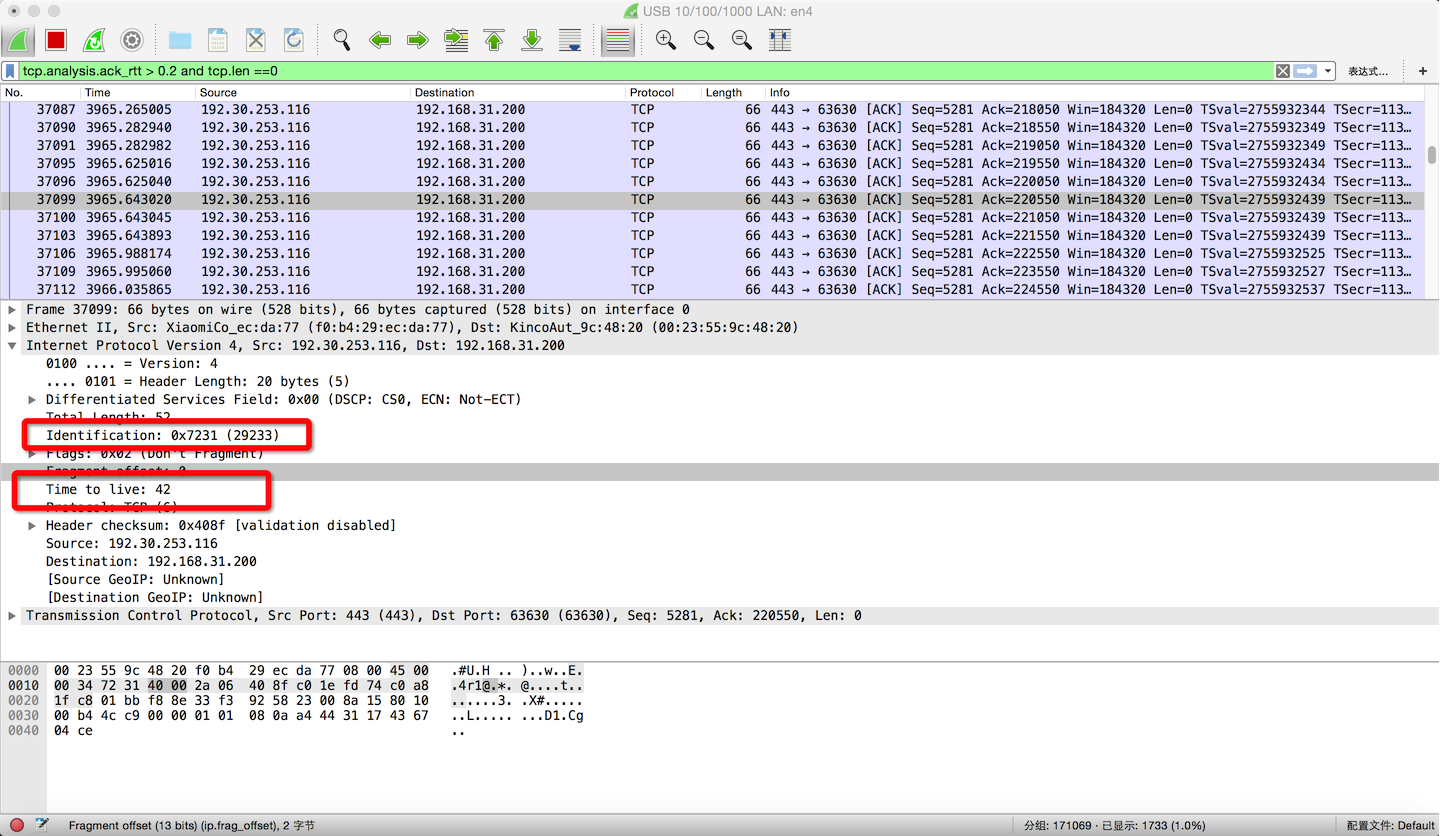 USB 10/100/1000 LAN: en4
tcp.analysis.ack_rtt > 0.2 and tcp.len ==0 表达式… +
No. Time Source Destination Protocol Length Info
37087 3965.265005 192.30.253.116 192.168.31.200 TCP 66 443 → 63630 [ACK] Seq=5281 Ack=218050 Win=184320 Len=0 TSval=2755932344 TSecr=113…
37090 3965.282940 192.30.253.116 192.168.31.200 TCP 66 443 → 63630 [ACK] Seq=5281 Ack=218550 Win=184320 Len=0 TSval=2755932349 TSecr=113…
37091 3965.282982 192.30.253.116 192.168.31.200 TCP 66 443 → 63630 [ACK] Seq=5281 Ack=219050 Win=184320 Len=0 TSval=2755932349 TSecr=113…
37095 3965.625016 192.30.253.116 192.168.31.200 TCP 66 443 → 63630 [ACK] Seq=5281 Ack=219550 Win=184320 Len=0 TSval=2755932434 TSecr=113…
37096 3965.625040 192.30.253.116 192.168.31.200 TCP 66 443 → 63630 [ACK] Seq=5281 Ack=220050 Win=184320 Len=0 TSval=2755932434 TSecr=113…
37099 3965.643020 192.30.253.116 192.168.31.200 TCP 66 443 → 63630 [ACK] Seq=5281 Ack=220550 Win=184320 Len=0 TSval=2755932439 TSecr=113…
37100 3965.643045 192.30.253.116 192.168.31.200 TCP 66 443 → 63630 [ACK] Seq=5281 Ack=221050 Win=184320 Len=0 TSval=2755932439 TSecr=113…
37103 3965.643893 192.30.253.116 192.168.31.200 TCP 66 443 → 63630 [ACK] Seq=5281 Ack=221550 Win=184320 Len=0 TSval=2755932439 TSecr=113…
37106 3965.988174 192.30.253.116 192.168.31.200 TCP 66 443 → 63630 [ACK] Seq=5281 Ack=222550 Win=184320 Len=0 TSval=2755932525 TSecr=113…
37109 3965.995060 192.30.253.116 192.168.31.200 TCP 66 443 → 63630 [ACK] Seq=5281 Ack=223550 Win=184320 Len=0 TSval=2755932527 TSecr=113…
37112 3966.035865 192.30.253.116 192.168.31.200 TCP 66 443 → 63630 [ACK] Seq=5281 Ack=224550 Win=184320 Len=0 TSval=2755932537 TSecr=113…
Frame 37099: 66 bytes on wire (528 bits), 66 bytes captured (528 bits) on interface 0
Ethernet II, Src: XiaomiCo_ec:da:77 (f0:b4:29:ec:da:77), Dst: KincoAut_9c:48:20 (00:23:55:9c:48:20)
Internet Protocol Version 4, Src: 192.30.253.116, Dst: 192.168.31.200
0100 .... = Version: 4
.... 0101 = Header Length: 20 bytes (5)
Differentiated Services Field: 0x00 (DSCP: CS0, ECN: Not-ECT)
Total Length: 52
Identification: 0x7231 (29233)
Flags: 0x02 (Don't Fragment)
Fragment offset: 0
Time to live: 42
Protocol: TCP (6)
Header checksum: 0x408f [validation disabled]
Source: 192.30.253.116
Destination: 192.168.31.200
[Source GeoIP: Unknown]
[Destination GeoIP: Unknown]
Transmission Control Protocol, Src Port: 443 (443), Dst Port: 63630 (63630), Seq: 5281, Ack: 220550, Len: 0
0000 00 23 55 9c 48 20 f0 b4 29 ec da 77 08 00 45 00 .#U.H .. )..w..E.
0010 00 34 72 31 40 00 2a 06 40 8f c0 1e fd 74 c0 a8 .4r1@.*. @....t..
0020 1f c8 01 bb f8 8e 33 f3 92 58 23 00 8a 15 80 10 ......3. .X#.....
0030 00 b4 4c c9 00 00 01 01 08 0a a4 44 31 17 43 67 ..L..... ...D1.Cg
0040 04 ce ..
Fragment offset (13 bits) (ip.frag_offset), 2 字节 分组: 171069 · 已显示: 1733 (1.0%) 配置文件: Default